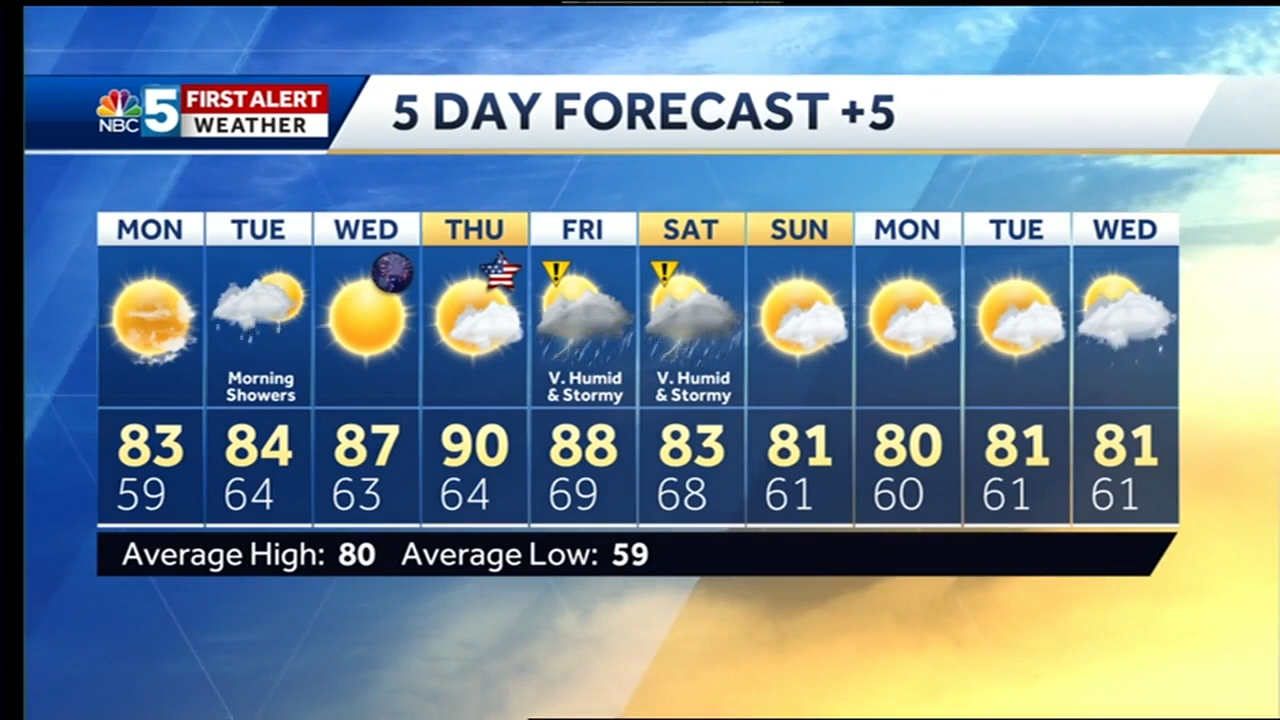 NBC 5 FIRST ALERT WEATHER
5 DAY FORECAST +5
MON TUE WED THU FRI SAT SUN MON TUE WED
! !
Morning Showers V. Humid & Stormy V. Humid & Stormy
83 84 87 90 88 83 81 80 81 81
59 64 63 64 69 68 61 60 61 61
Average High: 80 Average Low: 59